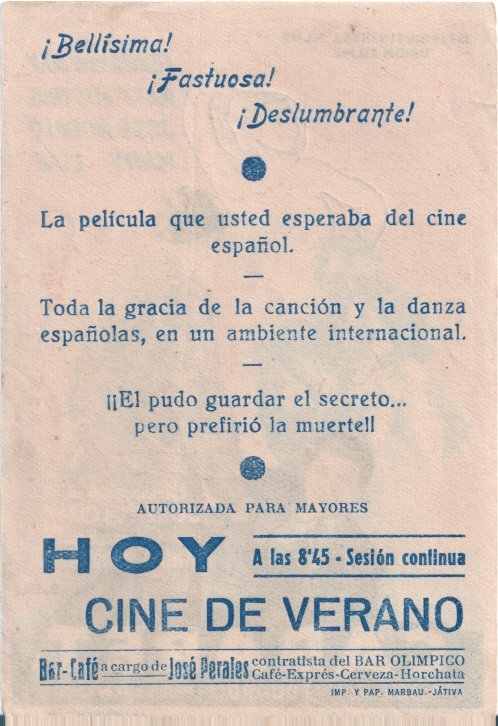 ¡Bellísima!
¡Fastuosa!
¡Deslumbrante!
La película que usted esperaba del cine
español.
Toda la gracia de la canción y la danza
españolas, en un ambiente internacional.
¡¡El pudo guardar el secreto...
pero prefirió la muerte!!
AUTORIZADA PARA MAYORES
HOY A las 8'45 - Sesión continua
CINE DE VERANO
Bar-Café a cargo de José Perales contratista del BAR OLIMPICO
Café-Exprés-Cerveza-Horchata
IMP. Y PAP. MARBAU.-JÁTIVA